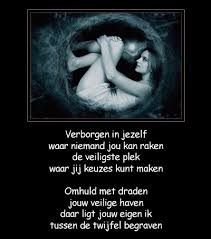 Verborgen in jezelf
waar niemand jou kan raken
de veiligste plek
waar jij keuzes kunt maken

Omhuld met draden
jouw veilige haven
daar ligt jouw eigen ik
tussen de twijfel begraven